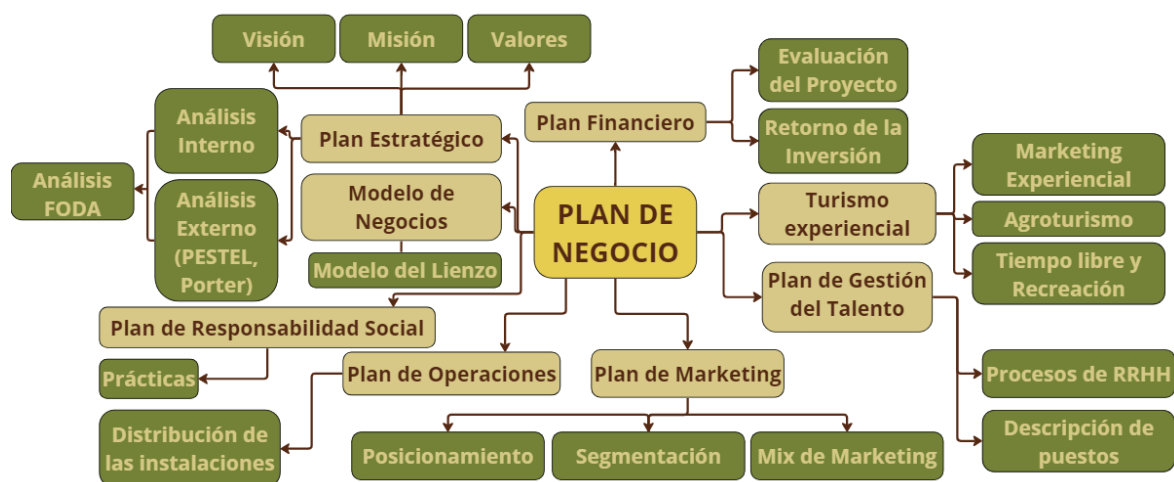 Visión
Misión
Valores
Evaluación
del Proyecto
Plan Financiero
Retorno de la
Inversión
Análisis
Interno
Plan Estratégico
Análisis
FODA
Análisis
Externo
(PESTEL,
Porter)
Modelo de
Negocios
Modelo del Lienzo
PLAN DE
NEGOCIO
Turismo
experiencial
Marketing
Experiencial
Agroturismo
Tiempo libre y
Recreación
Plan de Gestión
del Talento
Plan de Responsabilidad Social
Prácticas
Plan de Operaciones
Plan de Marketing
Procesos de RRHH
Distribución de
las instalaciones
Posicionamiento
Segmentación
Mix de Marketing
Descripción de
puestos